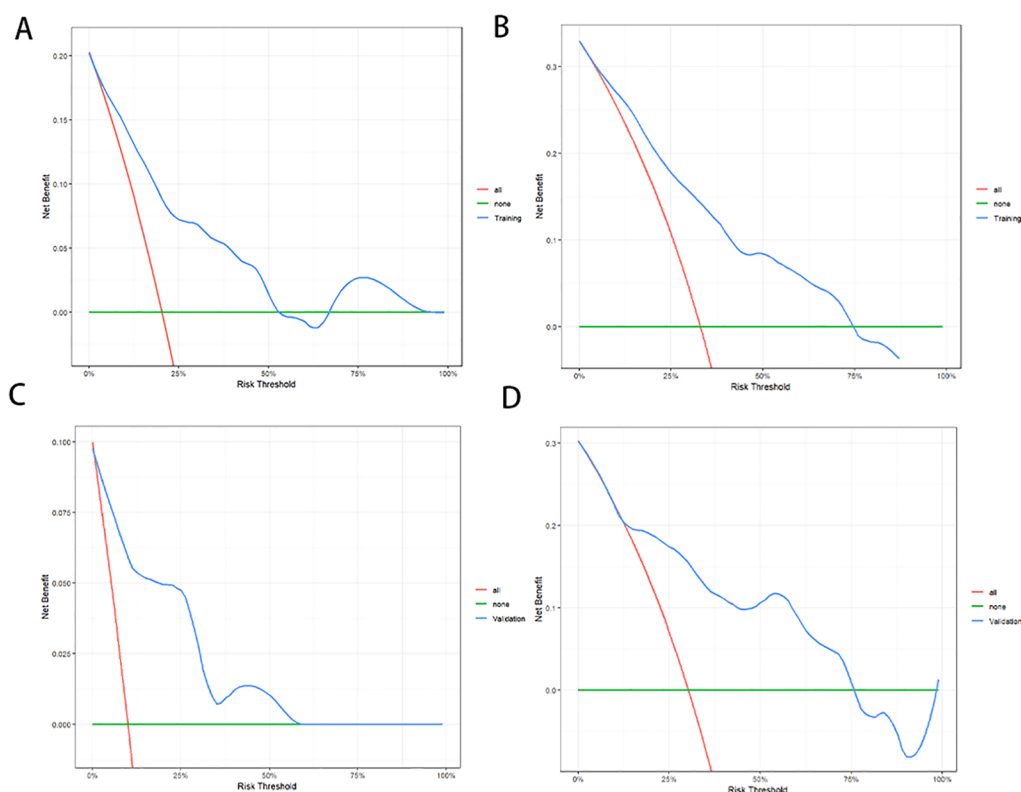 A
0.20
0.15
0.10
0.05
0.00
Net Benefit
0%
25%
50%
75%
100%
Risk Threshold
all
none
Training
B
0.3
0.2
0.1
0.0
Net Benefit
0%
25%
50%
75%
100%
Risk Threshold
all
none
Training
C
0.100
0.075
0.050
0.025
0.000
Net Benefit
0%
25%
50%
75%
100%
Risk Threshold
all
none
Validation
D
0.3
0.2
0.1
0.0
Net Benefit
0%
25%
50%
75%
100%
Risk Threshold
all
none
Validation